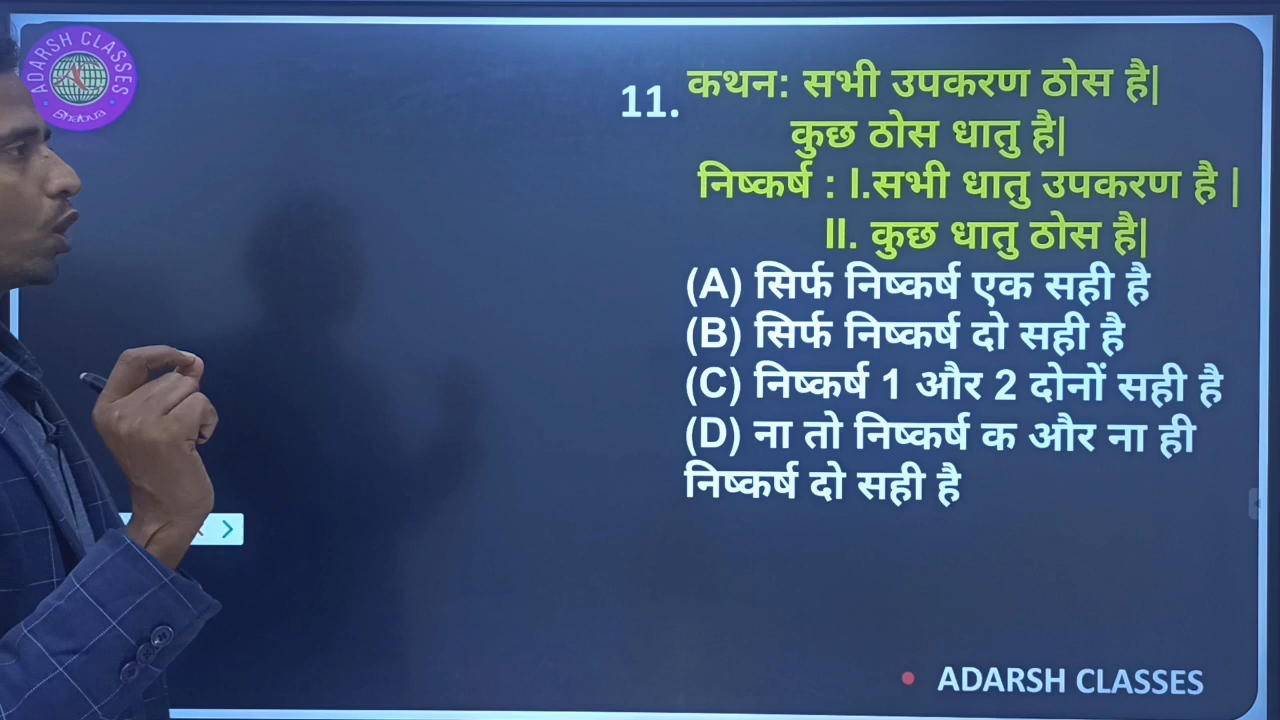 ADARSH CLASSES
Bhabua
11. कथन: सभी उपकरण ठोस है|
कुछ ठोस धातु है|
निष्कर्ष : I.सभी धातु उपकरण है |
II. कुछ धातु ठोस है|
(A) सिर्फ निष्कर्ष एक सही है
(B) सिर्फ निष्कर्ष दो सही है
(C) निष्कर्ष 1 और 2 दोनों सही है
(D) ना तो निष्कर्ष क और ना ही
निष्कर्ष दो सही है
• ADARSH CLASSES